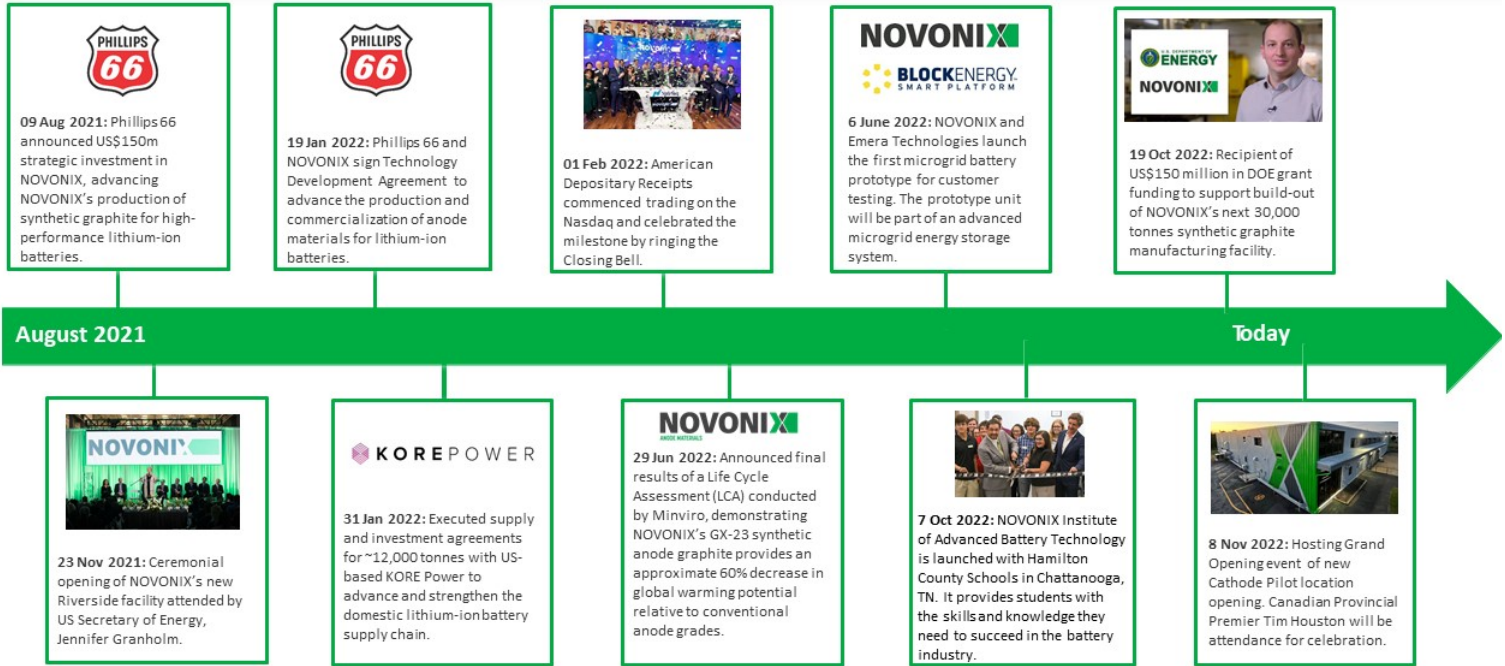 PHILLIPS
66
09 Aug 2021: Phillips 66
announced US$150m
strategic investment in
NOVONIX, advancing
NOVONIX's production of
synthetic graphite for high-
performance lithium-ion
batteries.
PHILLIPS
66
19 Jan 2022: Phillips 66 and
NOVONIX sign Technology
Development Agreement to
advance the production and
commercialization of anode
materials for lithium-ion
batteries.
NOVONIX
01 Feb 2022: American
Depositary Receipts
commenced trading on the
Nasdaq and celebrated the
milestone by ringing the
Closing Bell.
NOVONIX
BLOCKENERGY
SMART PLATFORM
6 June 2022: NOVONIX and
Emera Technologies launch
the first microgrid battery
prototype for customer
testing. The prototype unit
will be part of an advanced
microgrid energy storage
system.
U.S. DEPARTMENT OF
ENERGY
NOVONIX
19 Oct 2022: Recipient of
US$150 million in DOE grant
funding to support build-out
of NOVONIX's next 30,000
tonnes synthetic graphite
manufacturing facility.
August 2021
Today
NOVONIX
23 Nov 2021: Ceremonial
opening of NOVONIX's new
Riverside facility attended by
US Secretary of Energy,
Jennifer Granholm.
KOREPOWER
31 Jan 2022: Executed supply
and investment agreements
for ~12,000 tonnes with US-
based KORE Power to
advance and strengthen the
domestic lithium-ion battery
supply chain.
NOVONIX
ANODE MATERIALS
29 Jun 2022: Announced final
results of a Life Cycle
Assessment (LCA) conducted
by Minviro, demonstrating
NOVONIX's GX-23 synthetic
anode graphite provides an
approximate 60% decrease in
global warming potential
relative to conventional
anode grades.
7 Oct 2022: NOVONIX Institute
of Advanced Battery Technology
is launched with Hamilton
County Schools in Chattanooga,
TN. It provides students with
the skills and knowledge they
need to succeed in the battery
industry.
8 Nov 2022: Hosting Grand
Opening event of new
Cathode Pilot location
opening. Canadian Provincial
Premier Tim Houston will be
attendance for celebration.